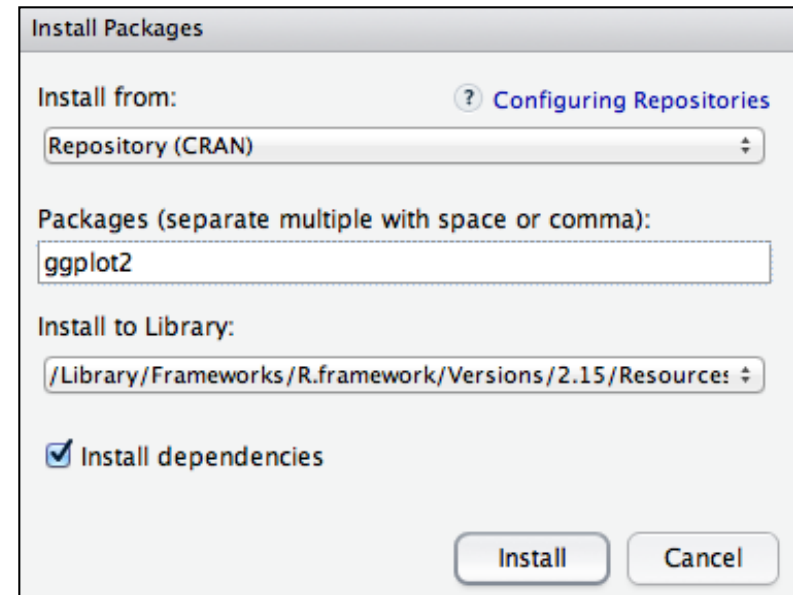 Install Packages
Install from:
? Configuring Repositories
Repository (CRAN)
Packages (separate multiple with space or comma):
ggplot2
Install to Library:
/Library/Frameworks/R.framework/Versions/2.15/Resources
Install dependencies
Install
Cancel